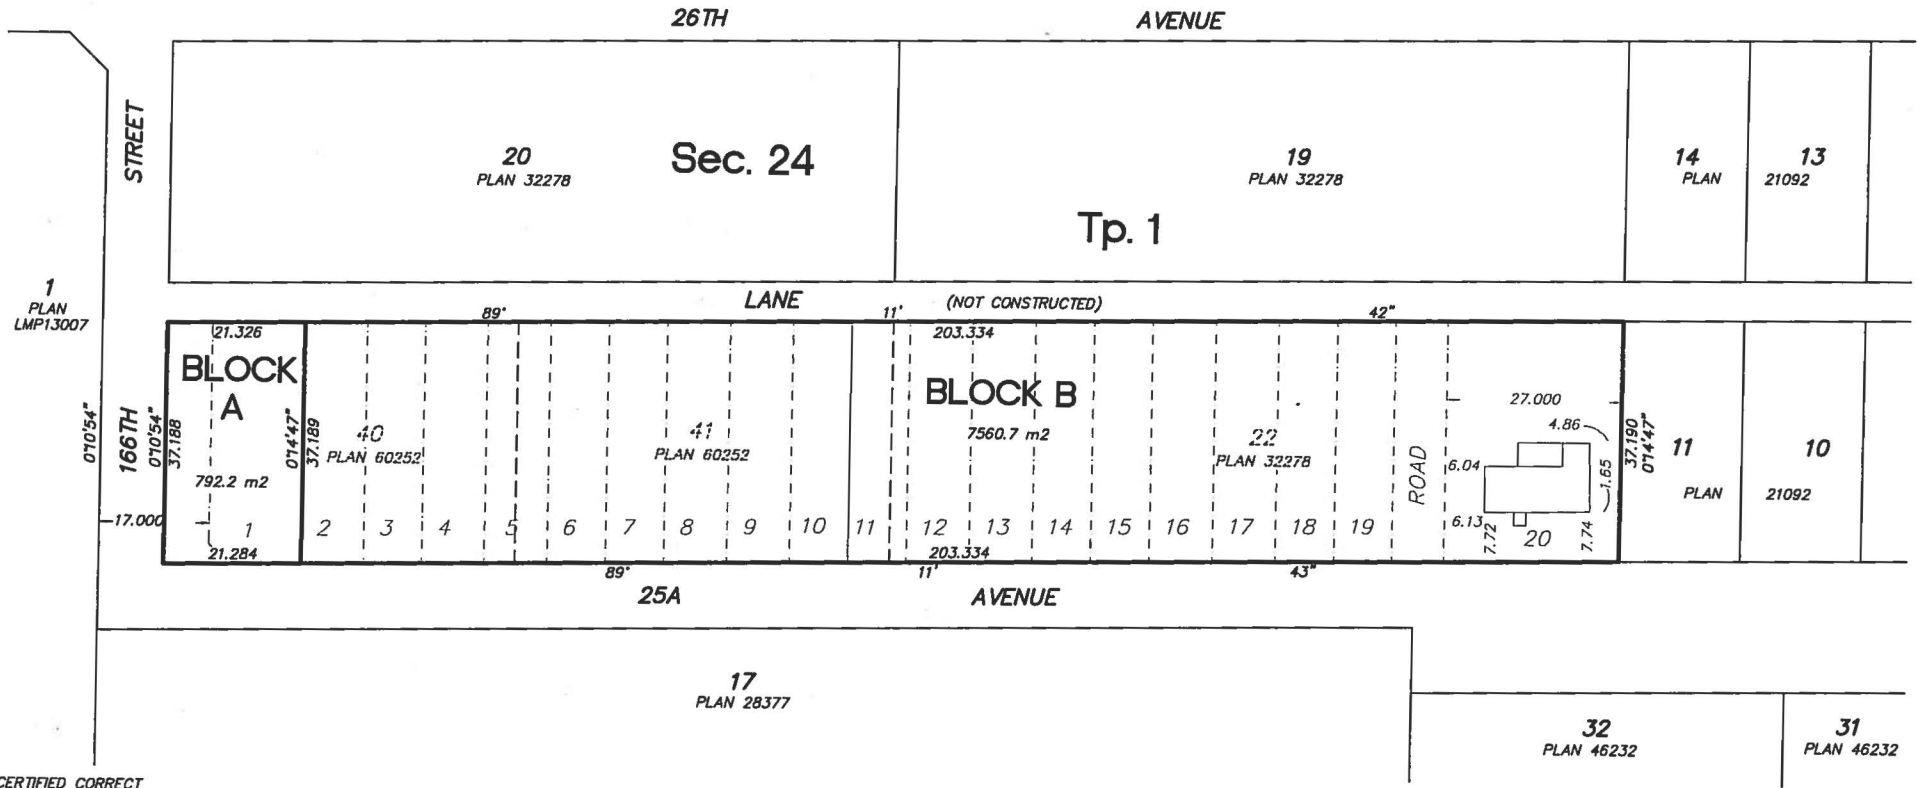 26TH AVENUE
STREET
20
PLAN 32278
Sec. 24
19
PLAN 32278
14
PLAN
13
21092
Tp. 1
1
PLAN
LMP13007
LANE (NOT CONSTRUCTED)
89° 11' 42"
21.326
203.334
BLOCK
A
BLOCK B
7560.7 m2
27.000
4.86
0°10'54"
166TH
0°10'54"
37.188
0°14'47"
37.189
40
PLAN 60252
41
PLAN 60252
22
PLAN 32278
ROAD
6.04
1.65
37.190
0°14'47"
11
PLAN
10
21092
792.2 m2
17.000
1 2 3 4 5 6 7 8 9 10 11 12 13 14 15 16 17 18 19
6.13
7.72
20
7.74
21.284
203.334
89° 11' 43"
25A AVENUE
17
PLAN 28377
32
PLAN 46232
31
PLAN 46232
CERTIFIED CORRECT